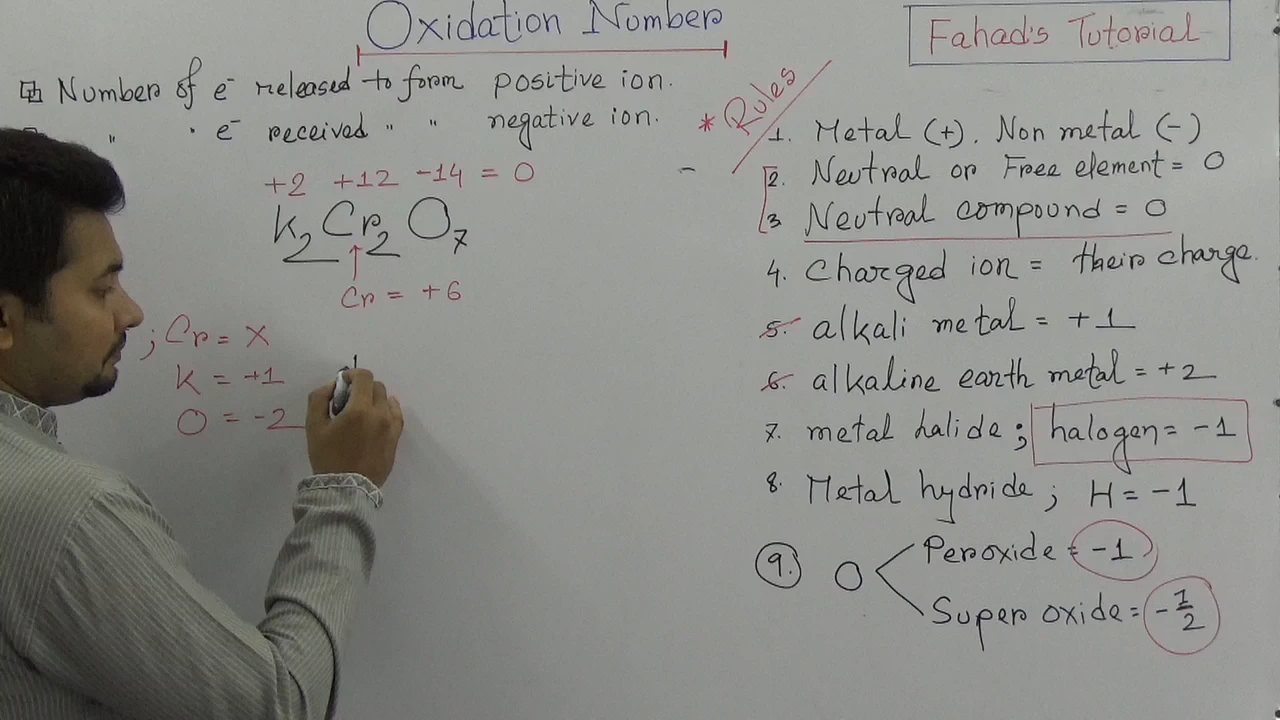 Oxidation Number
Fahad's Tutorial
Number of e⁻ released to form positive ion.
" · e⁻ received " " negative ion.
+2 +12 -14 = 0
K₂Cr₂O₇
Cr = +6
; Cr = X
K = +1
O = -2
* Rules
1. Metal (+). Non metal (-)
2. Neutral or Free element = 0
3 Neutral compound = 0
4. Charged ion = their charge.
5. alkali metal = +1
6. alkaline earth metal = +2
7. metal halide; halogen = -1
8. Metal hydride; H = -1
9. O
Peroxide = -1
Super oxide = -1/2